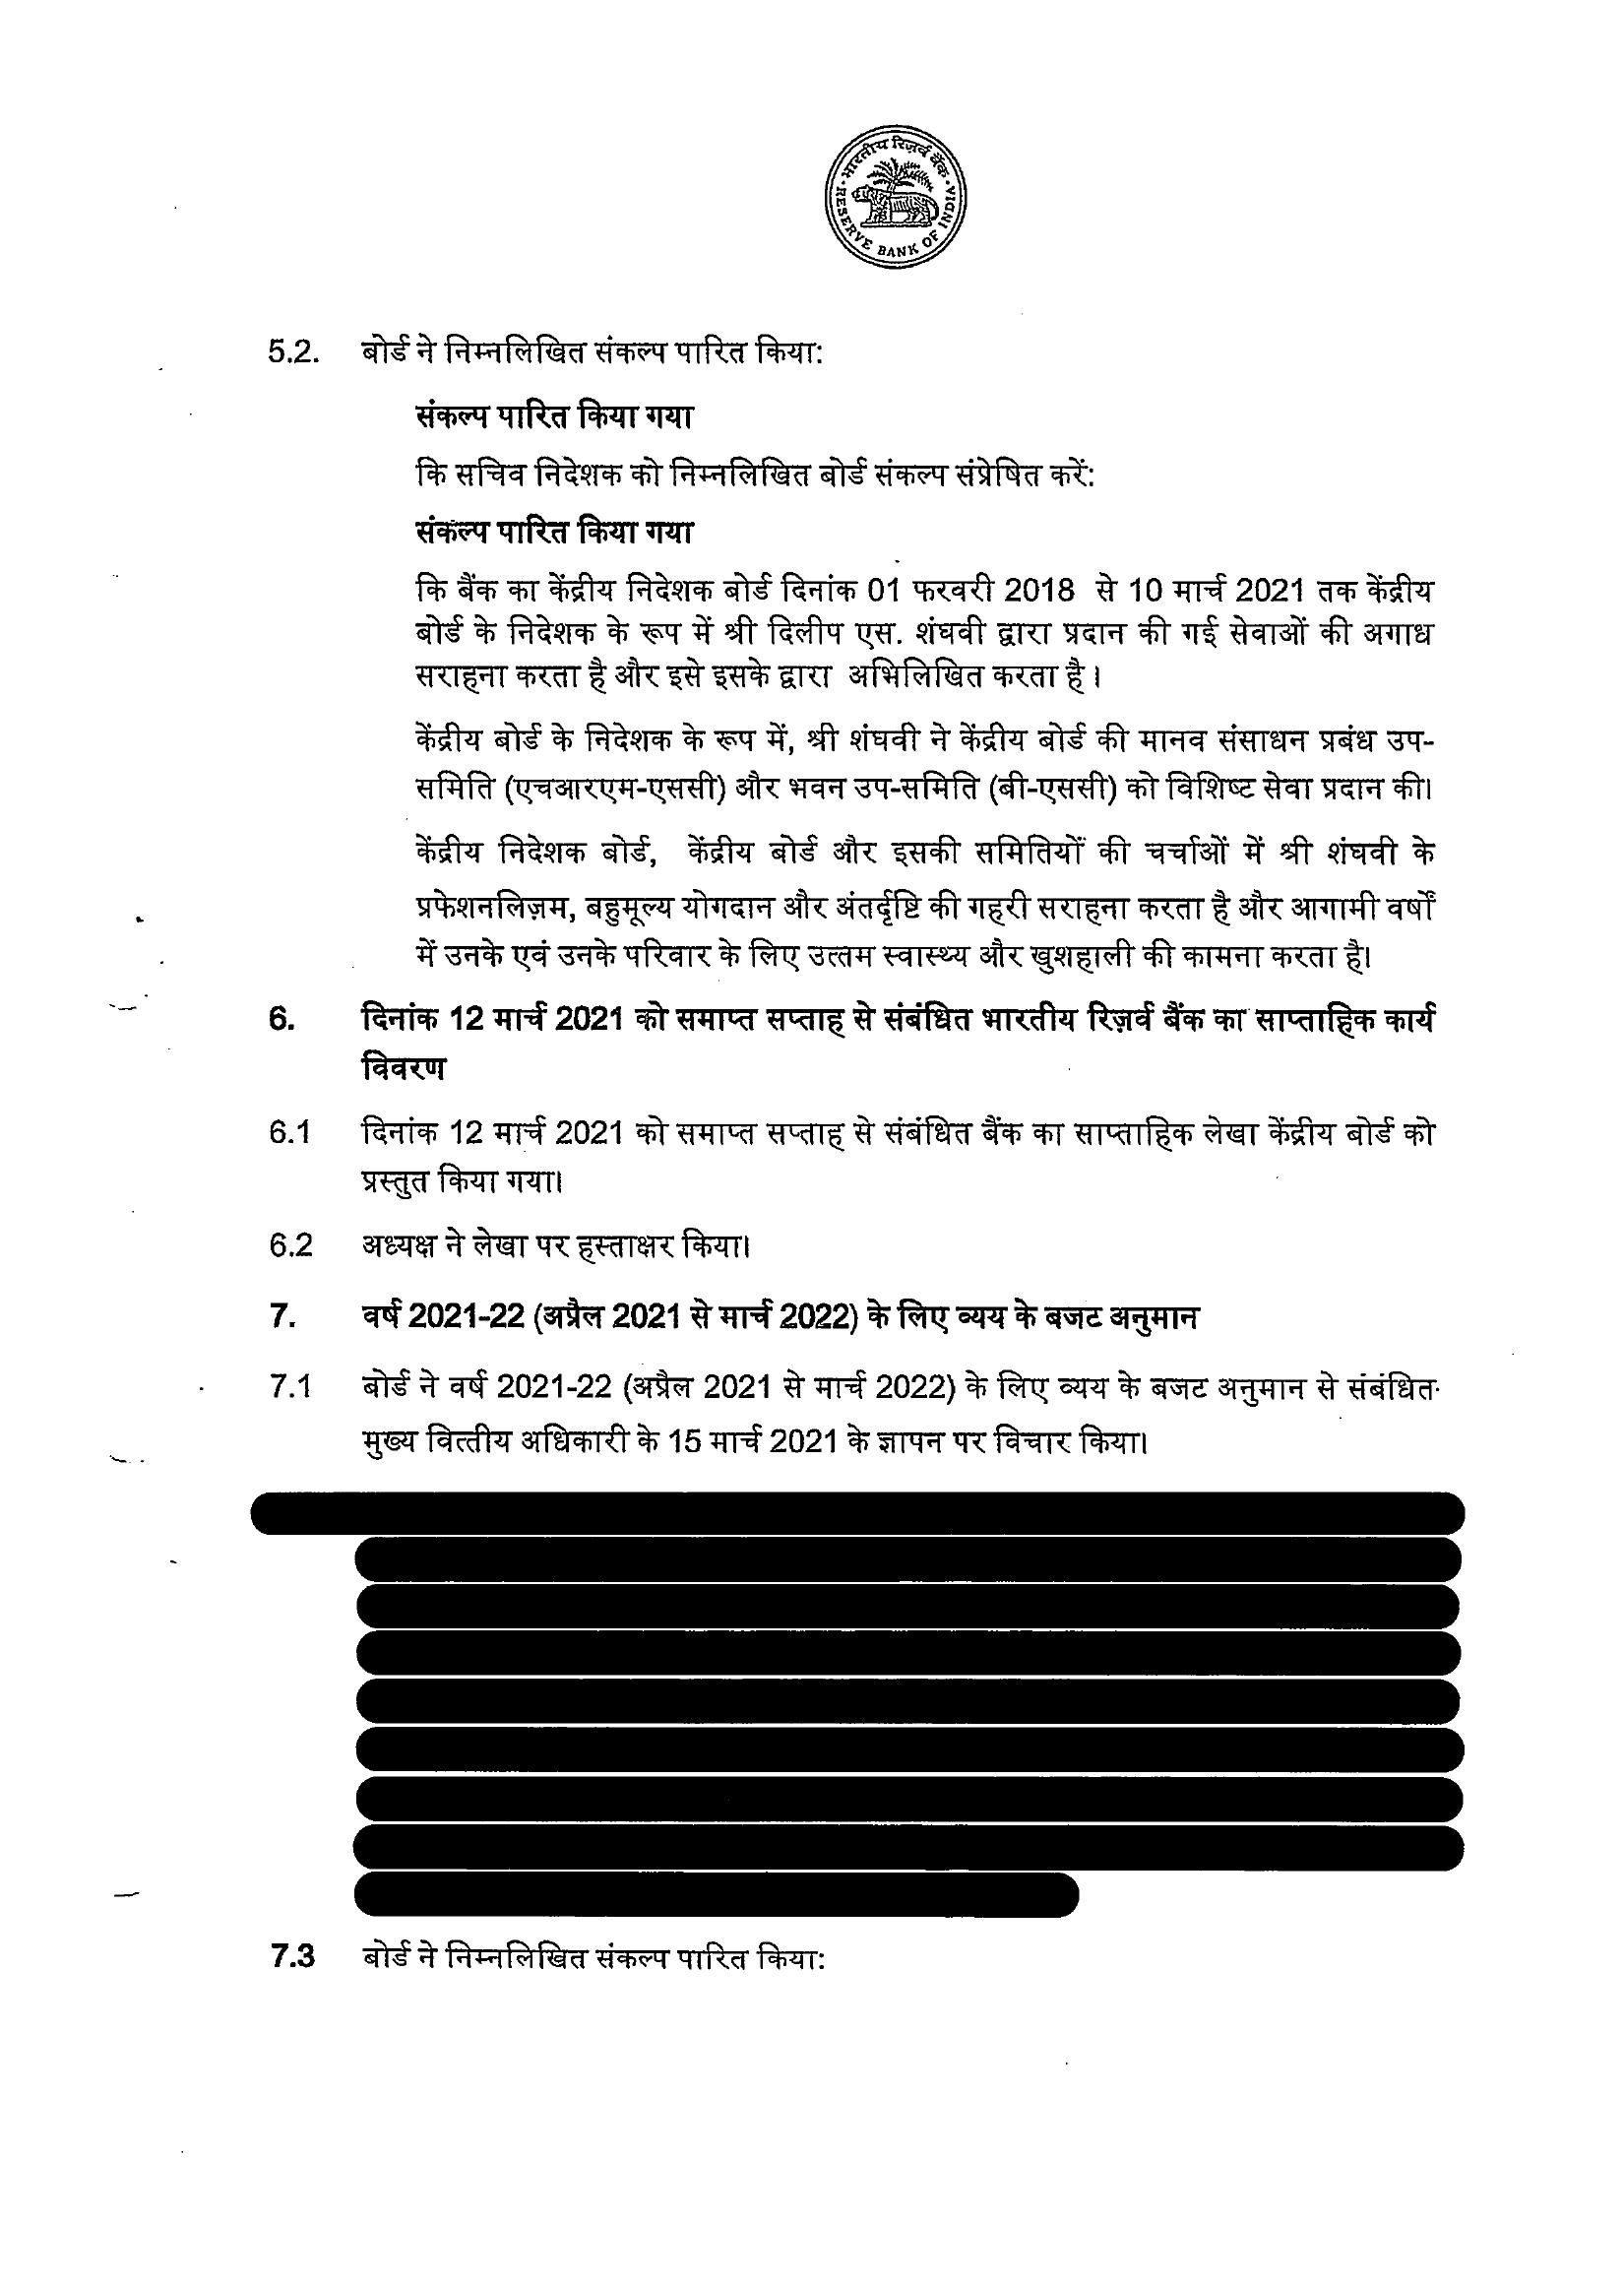 भारतीय रिज़र्व बैंक
RESERVE BANK OF INDIA
5.2. बोर्ड ने निम्नलिखित संकल्प पारित किया:
संकल्प पारित किया गया
कि सचिव निदेशक को निम्नलिखित बोर्ड संकल्प संप्रेषित करें:
संकल्प पारित किया गया
कि बैंक का केंद्रीय निदेशक बोर्ड दिनांक 01 फरवरी 2018 से 10 मार्च 2021 तक केंद्रीय
बोर्ड के निदेशक के रूप में श्री दिलीप एस. शंघवी द्वारा प्रदान की गई सेवाओं की अगाध
सराहना करता है और इसे इसके द्वारा अभिलिखित करता है।
केंद्रीय बोर्ड के निदेशक के रूप में, श्री शंघवी ने केंद्रीय बोर्ड की मानव संसाधन प्रबंध उप-
समिति (एचआरएम-एससी) और भवन उप-समिति (बी-एससी) को विशिष्ट सेवा प्रदान की।
केंद्रीय निदेशक बोर्ड, केंद्रीय बोर्ड और इसकी समितियों की चर्चाओं में श्री शंघवी के
प्रफेशनलिज़म, बहुमूल्य योगदान और अंतर्दृष्टि की गहरी सराहना करता है और आगामी वर्षों
में उनके एवं उनके परिवार के लिए उत्तम स्वास्थ्य और खुशहाली की कामना करता है।
6. दिनांक 12 मार्च 2021 को समाप्त सप्ताह से संबंधित भारतीय रिज़र्व बैंक का साप्ताहिक कार्य
विवरण
6.1 दिनांक 12 मार्च 2021 को समाप्त सप्ताह से संबंधित बैंक का साप्ताहिक लेखा केंद्रीय बोर्ड को
प्रस्तुत किया गया।
6.2 अध्यक्ष ने लेखा पर हस्ताक्षर किया।
7. वर्ष 2021-22 (अप्रैल 2021 से मार्च 2022) के लिए व्यय के बजट अनुमान
7.1 बोर्ड ने वर्ष 2021-22 (अप्रैल 2021 से मार्च 2022) के लिए व्यय के बजट अनुमान से संबंधित
मुख्य वित्तीय अधिकारी के 15 मार्च 2021 के ज्ञापन पर विचार किया।
7.3 बोर्ड ने निम्नलिखित संकल्प पारित किया: